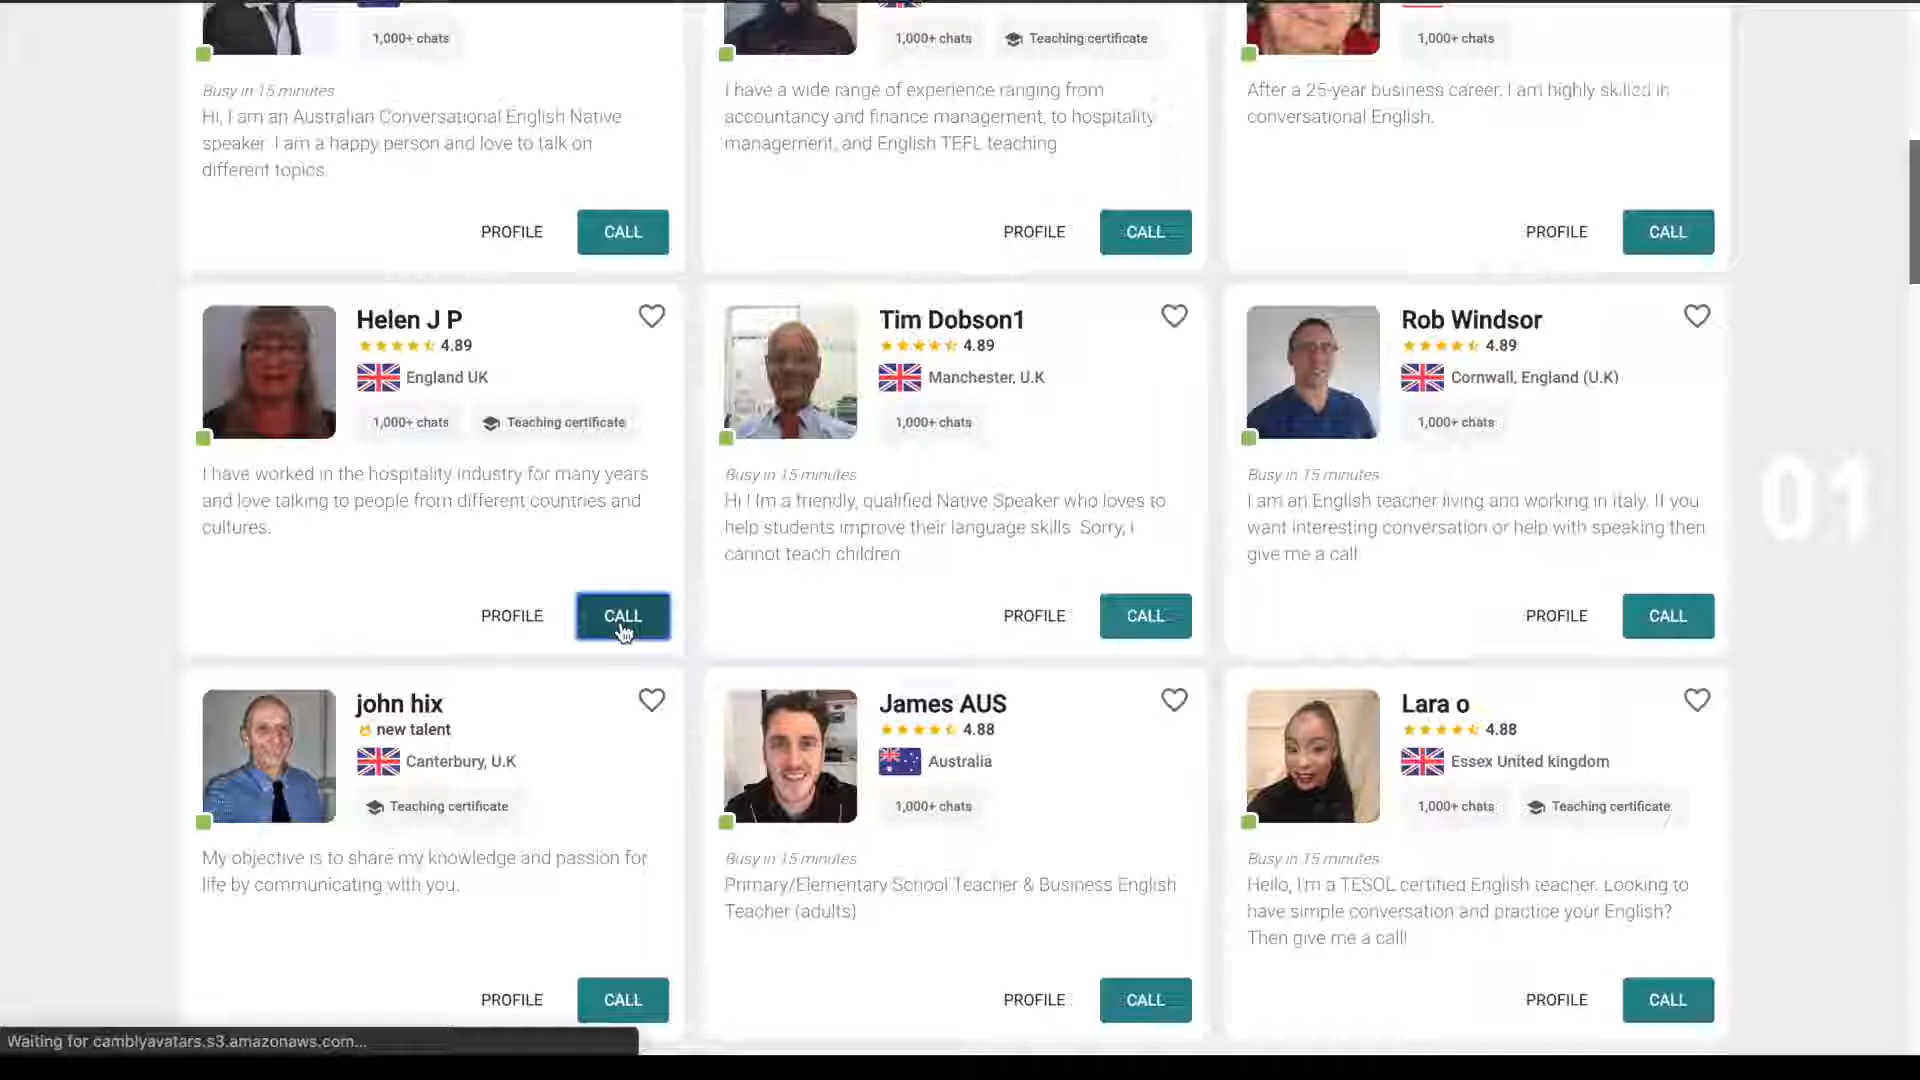 1,000+ chats
1,000+ chats
Teaching certificate
1,000+ chats
Busy in 15 minutes
Hi, I am an Australian Conversational English Native
speaker. I am a happy person and love to talk on
different topics.
I have a wide range of experience ranging from
accountancy and finance management, to hospitality
management, and English TEFL teaching
After a 25-year business career, I am highly skilled in
conversational English.
PROFILE
CALL
PROFILE
CALL
PROFILE
CALL
Helen J P
4.89
England UK
1,000+ chats
Teaching certificate
I have worked in the hospitality industry for many years
and love talking to people from different countries and
cultures.
PROFILE
CALL
Tim Dobson1
4.89
Manchester, U.K
1,000+ chats
Busy in 15 minutes
Hi ! Im a friendly, qualified Native Speaker who loves to
help students improve their language skills Sorry, I
cannot teach children
PROFILE
CALL
Rob Windsor
4.89
Cornwall, England (U.K)
1,000+ chats
Busy in 15 minutes
I am an English teacher living and working in Italy. If you
want interesting conversation or help with speaking then
give me a call
PROFILE
CALL
01
john hix
new talent
Canterbury, U.K
Teaching certificate
My objective is to share my knowledge and passion for
life by communicating with you.
PROFILE
CALL
James AUS
4.88
Australia
1,000+ chats
Busy in 15 minutes
Primary/Elementary School Teacher & Business English
Teacher (adults)
PROFILE
CALL
Lara o
4.88
Essex United kingdom
1,000+ chats
Teaching certificate
Busy in 15 minutes
Hello, I'm a TESOL certified English teacher. Looking to
have simple conversation and practice your English?
Then give me a call!
PROFILE
CALL
Waiting for camblyavatars.s3.amazonaws.com...